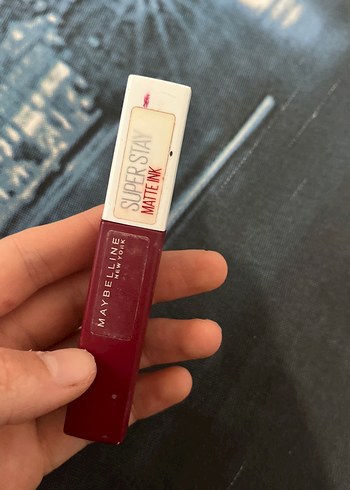 SUPER STAY
MATTE INK
MAYBELLINE
NEW YORK